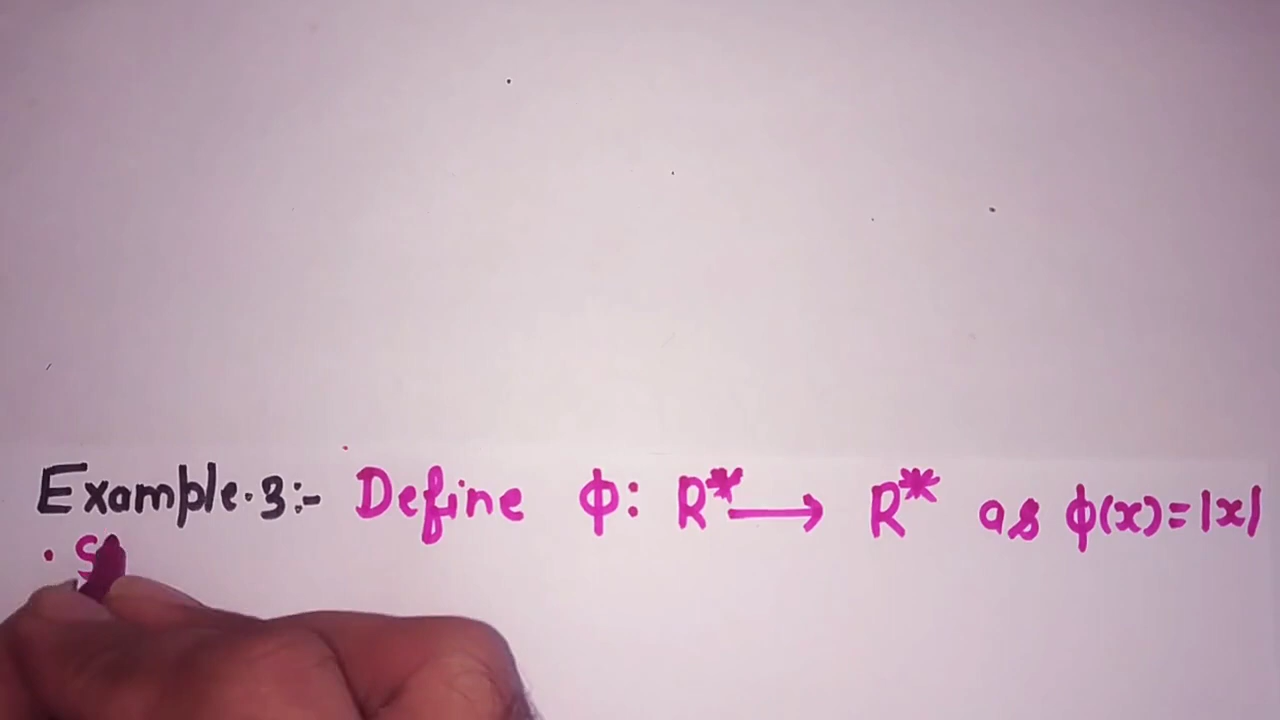 Example.3:- Define ϕ: R* ⟶ R* as ϕ(x)=|x|